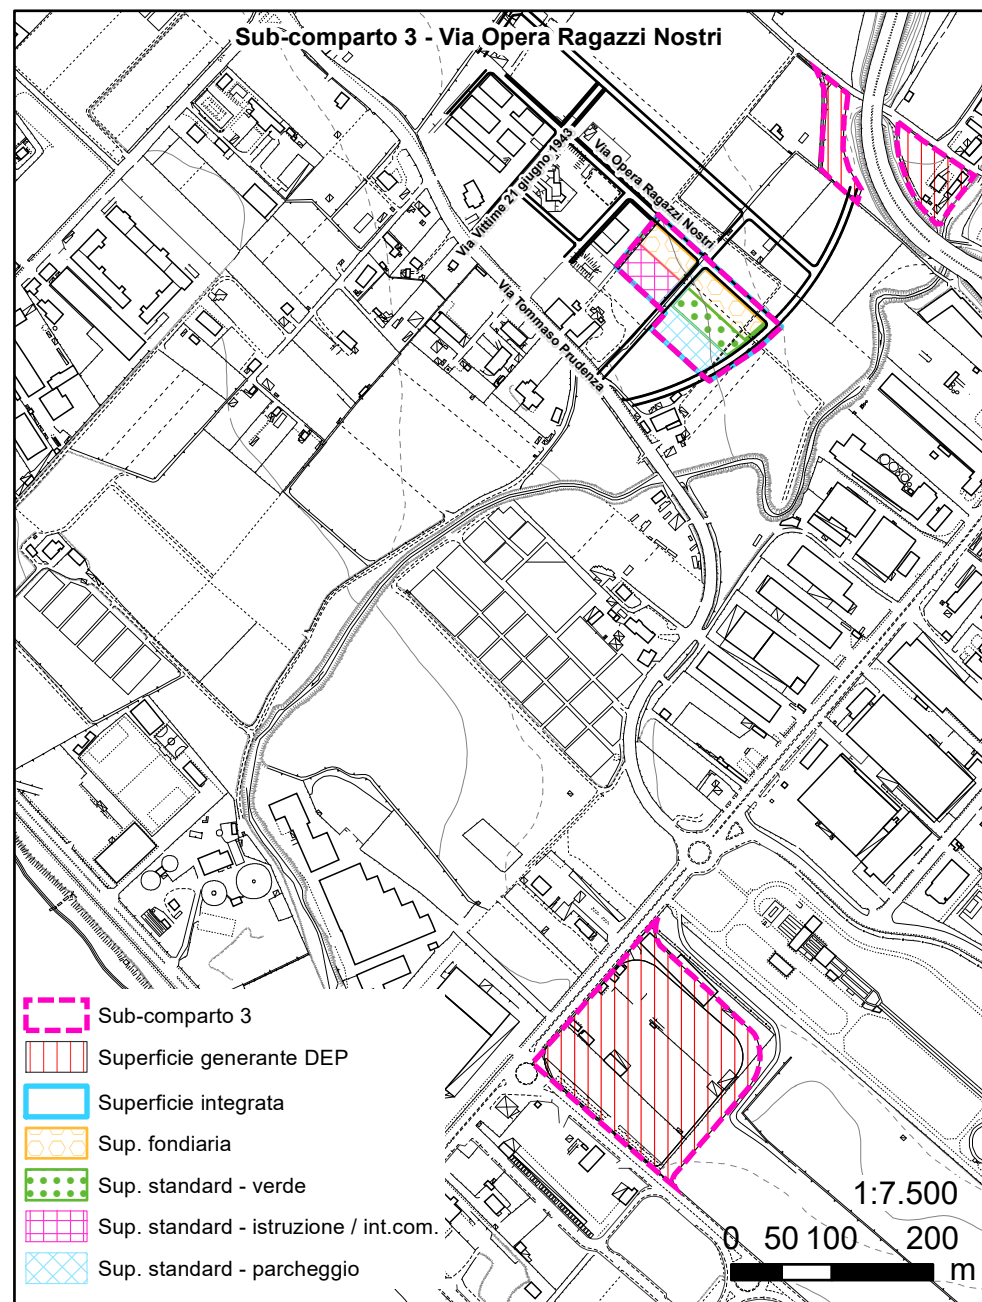 Sub-comparto 3 - Via Opera Ragazzi Nostri
Via Vittime 21 giugno 1943
Via Opera Ragazzi Nostri
Via Tommaso Prudenza
Sub-comparto 3
Superficie generante DEP
Superficie integrata
Sup. fondiaria
Sup. standard - verde
Sup. standard - istruzione / int.com.
Sup. standard - parcheggio
1:7.500
0 50 100 200
m